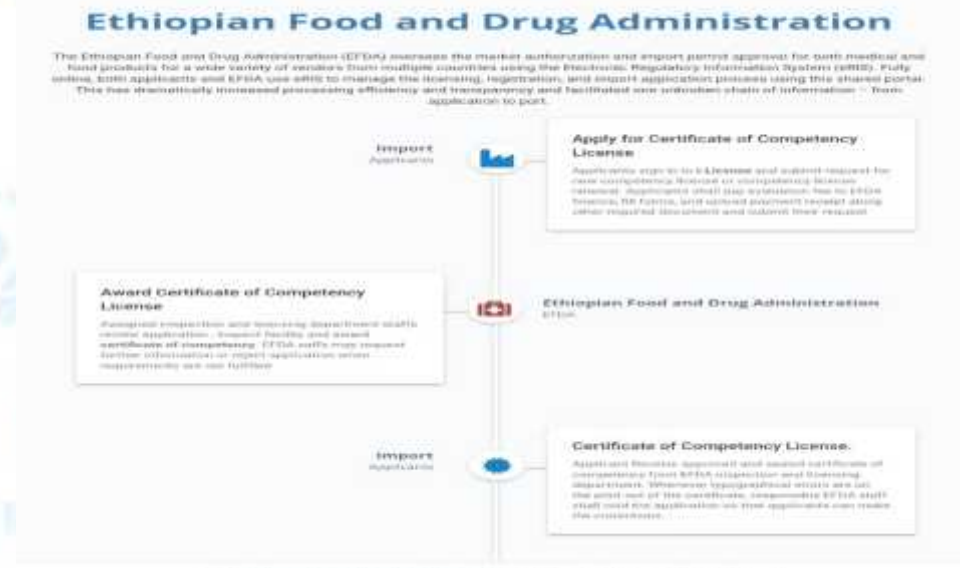 Ethiopian Food and Drug Administration
The Ethiopian Food and Drug Administration (EFDA) oversees the market authorization and import permit approval for both medical and
food products for a wide variety of vendors from multiple countries using the Electronic Regulatory Information System (eRIS). Fully
online, both applicants and EFDA use eRIS to manage the licensing, registration, and import application process using this shared portal.
This has dramatically increased processing efficiency and transparency and facilitated one unbroken chain of information – from
application to port.
Import
Applicants
Apply for Certificate of Competency
License
Applicants sign in to License and submit request for
new competency license or competency license
renewal. Applicants shall pay evaluation fee to EFDA
finance, fill forms, and upload payment receipt along
other required document and submit their request
Award Certificate of Competency
License
Assigned inspection and licensing department staffs
review application, inspect facility and award
certificate of competency. EFDA staffs may request
further information or reject application when
requirements are not fulfilled
Ethiopian Food and Drug Administration
EFDA
Import
Applicants
Certificate of Competency License.
Applicant Receive approved and sealed certificate of
competency from EFDA inspection and licensing
department. Whenever typographical errors are on
the print out of the certificate, responsible EFDA staff
shall void the application so that applicants can make
the corrections.